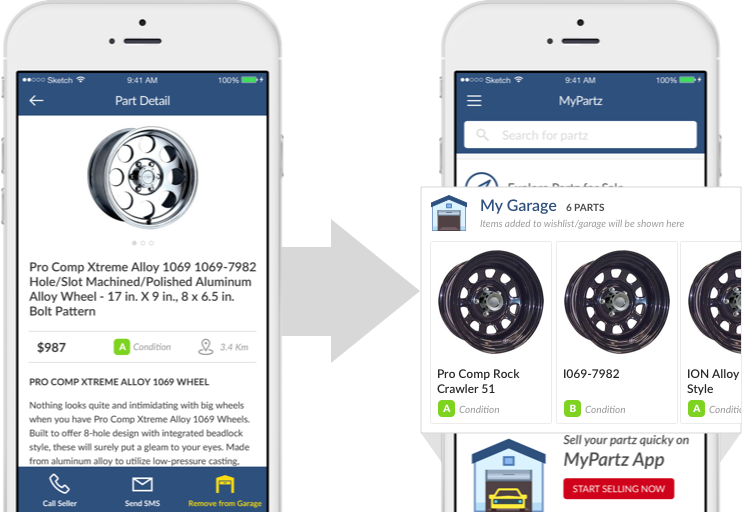 Sketch 9:41 AM 100%
Part Detail
Pro Comp Xtreme Alloy 1069 1069-7982
Hole/Slot Machined/Polished Aluminum
Alloy Wheel - 17 in. X 9 in., 8 x 6.5 in.
Bolt Pattern
$987 A Condition 3.4 Km
PRO COMP XTREME ALLOY 1069 WHEEL
Nothing looks quite and intimidating with big wheels
when you have Pro Comp Xtreme Alloy 1069 Wheels.
Built to offer 8-hole design with integrated beadlock
style, these will surely put a gleam to your eyes. Made
from aluminum alloy to utilize low-pressure casting,
Call Seller Send SMS Remove from Garage
Sketch 9:41 AM 100%
MyPartz
Search for partz
Explore Partz for Sale
My Garage 6 PARTS
Items added to wishlist/garage will be shown here
Pro Comp Rock
Crawler 51
A Condition
I069-7982
B Condition
ION Alloy
Style
A Conditi
Sell your partz quicky on
MyPartz App
START SELLING NOW